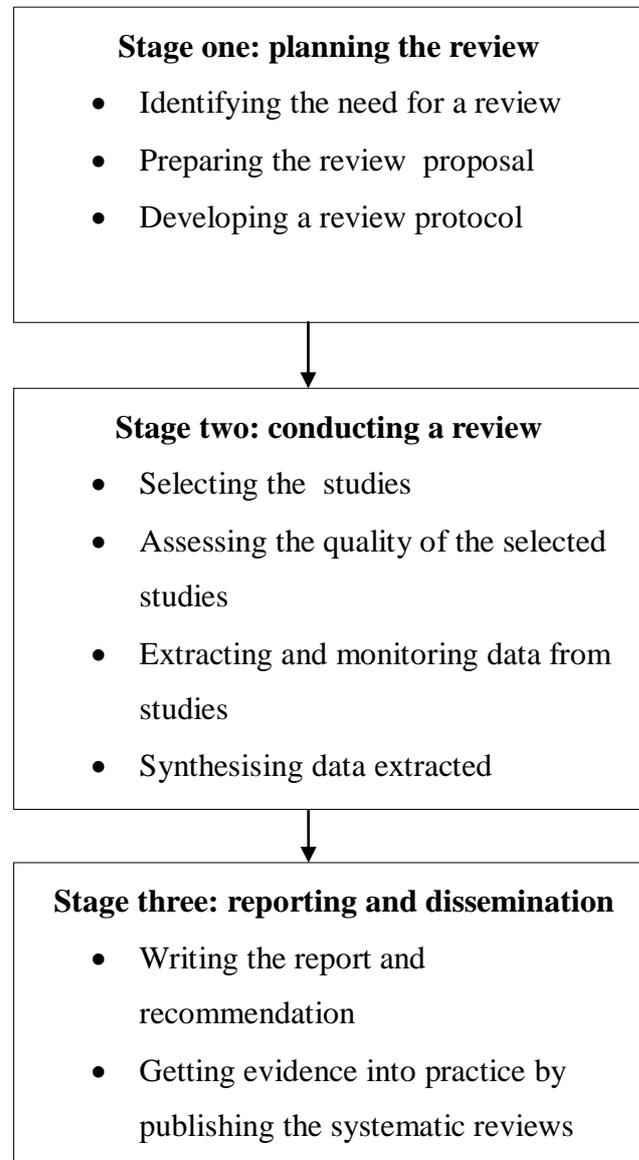 Stage one: planning the review
• Identifying the need for a review
• Preparing the review proposal
• Developing a review protocol
Stage two: conducting a review
• Selecting the studies
• Assessing the quality of the selected
studies
• Extracting and monitoring data from
studies
• Synthesising data extracted
Stage three: reporting and dissemination
• Writing the report and
recommendation
• Getting evidence into practice by
publishing the systematic reviews